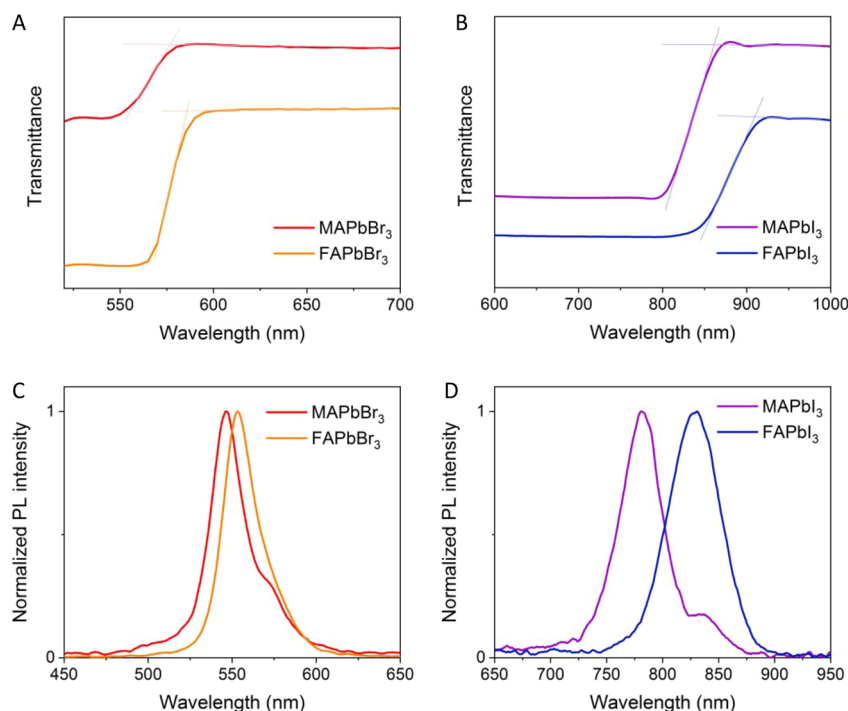 A
Transmittance
MAPbBr₃
FAPbBr₃
550 600 650 700
Wavelength (nm)
B
Transmittance
MAPbI₃
FAPbI₃
600 700 800 900 1000
Wavelength (nm)
C
Normalized PL intensity
1
0
MAPbBr₃
FAPbBr₃
450 500 550 600 650
Wavelength (nm)
D
Normalized PL intensity
1
0
MAPbI₃
FAPbI₃
650 700 750 800 850 900 950
Wavelength (nm)